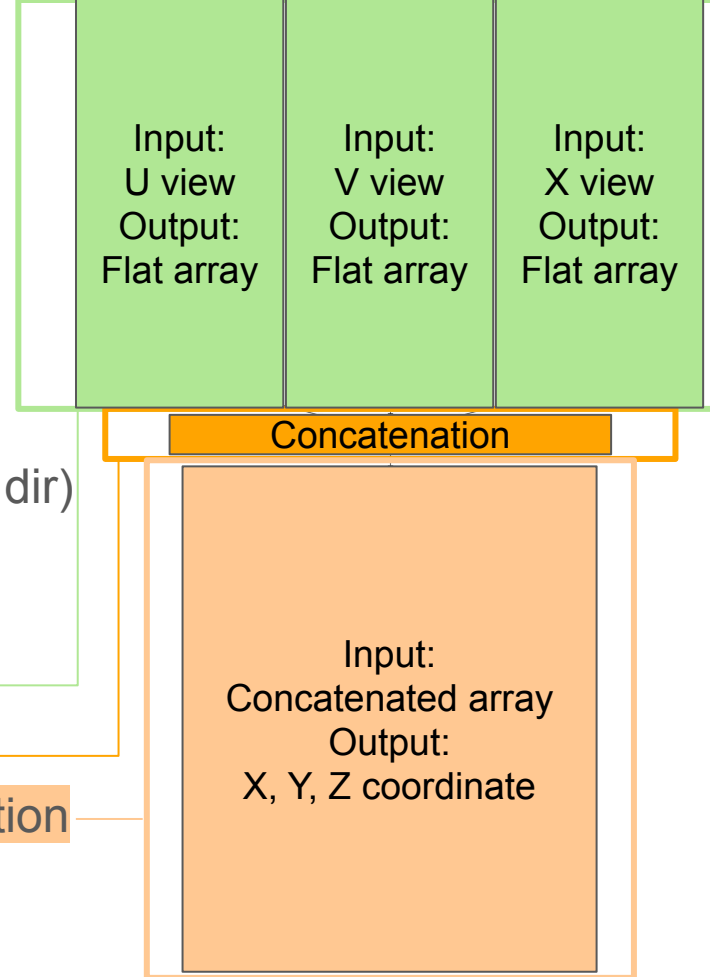 Input:
U view
Output:
Flat array
Input:
V view
Output:
Flat array
Input:
X view
Output:
Flat array
Concatenation
dir)
Input:
Concatenated array
Output:
X, Y, Z coordinate
tion